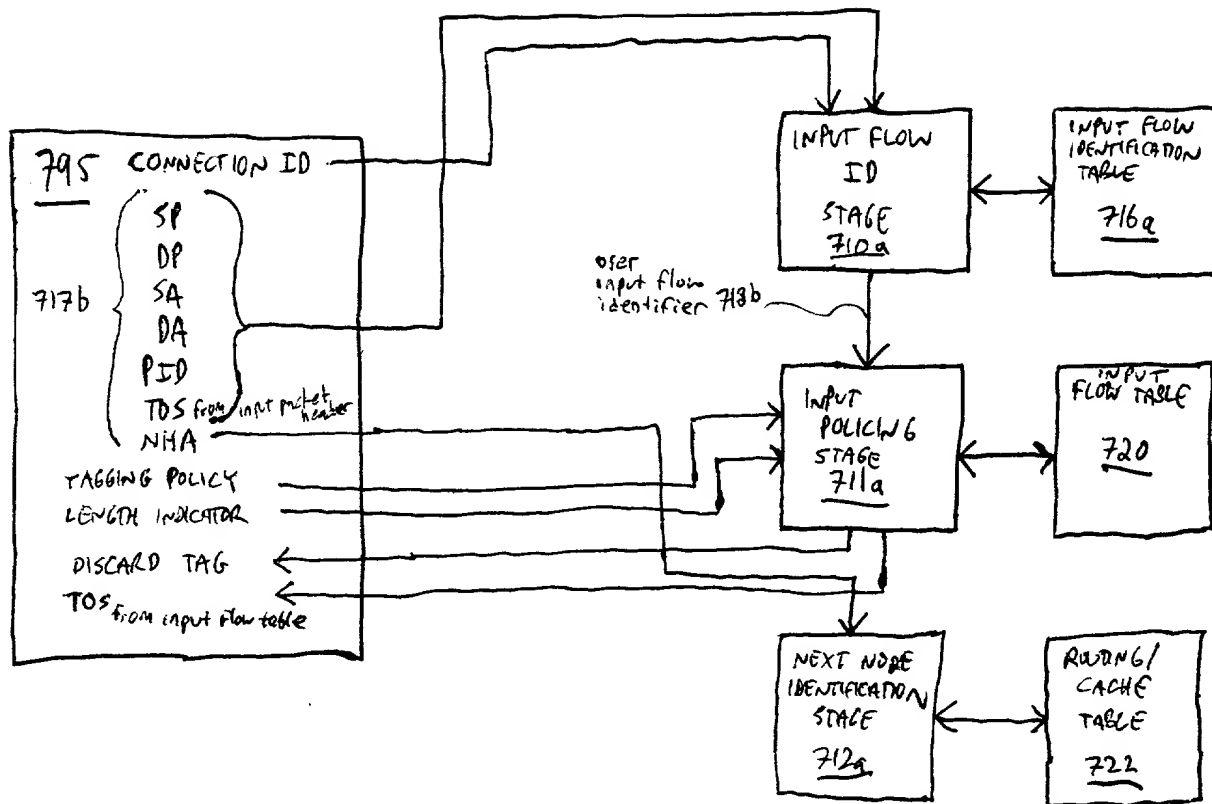 795 CONNECTION ID
717b
SP
DP
SA
DA
PID
TOS from input packet header
NHA
TAGGING POLICY
LENGTH INDICATOR
DISCARD TAG
TOS from input flow table
INPUT FLOW
ID
STAGE
710a
INPUT FLOW
IDENTIFICATION
TABLE
716a
user
input flow
identifier 718b
INPUT
POLICING
STAGE
711a
INPUT
FLOW TABLE
720
NEXT NODE
IDENTIFICATION
STAGE
712a
ROUTING/
CACHE
TABLE
722